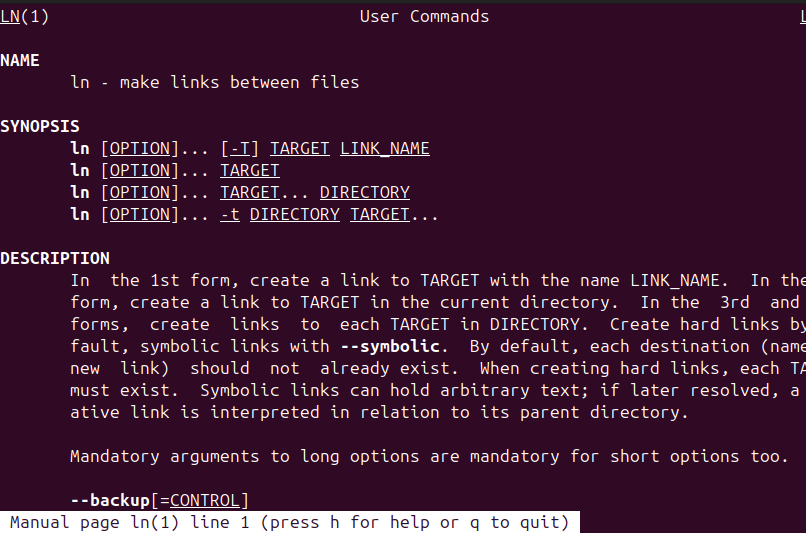 LN(1) User Commands
NAME
ln - make links between files
SYNOPSIS
ln [OPTION]... [-T] TARGET LINK_NAME
ln [OPTION]... TARGET
ln [OPTION]... TARGET... DIRECTORY
ln [OPTION]... -t DIRECTORY TARGET...
DESCRIPTION
In the 1st form, create a link to TARGET with the name LINK_NAME. In the
form, create a link to TARGET in the current directory. In the 3rd and
forms, create links to each TARGET in DIRECTORY. Create hard links by
fault, symbolic links with --symbolic. By default, each destination (name
new link) should not already exist. When creating hard links, each TA
must exist. Symbolic links can hold arbitrary text; if later resolved, a
ative link is interpreted in relation to its parent directory.
Mandatory arguments to long options are mandatory for short options too.
--backup[=CONTROL]
Manual page ln(1) line 1 (press h for help or q to quit)